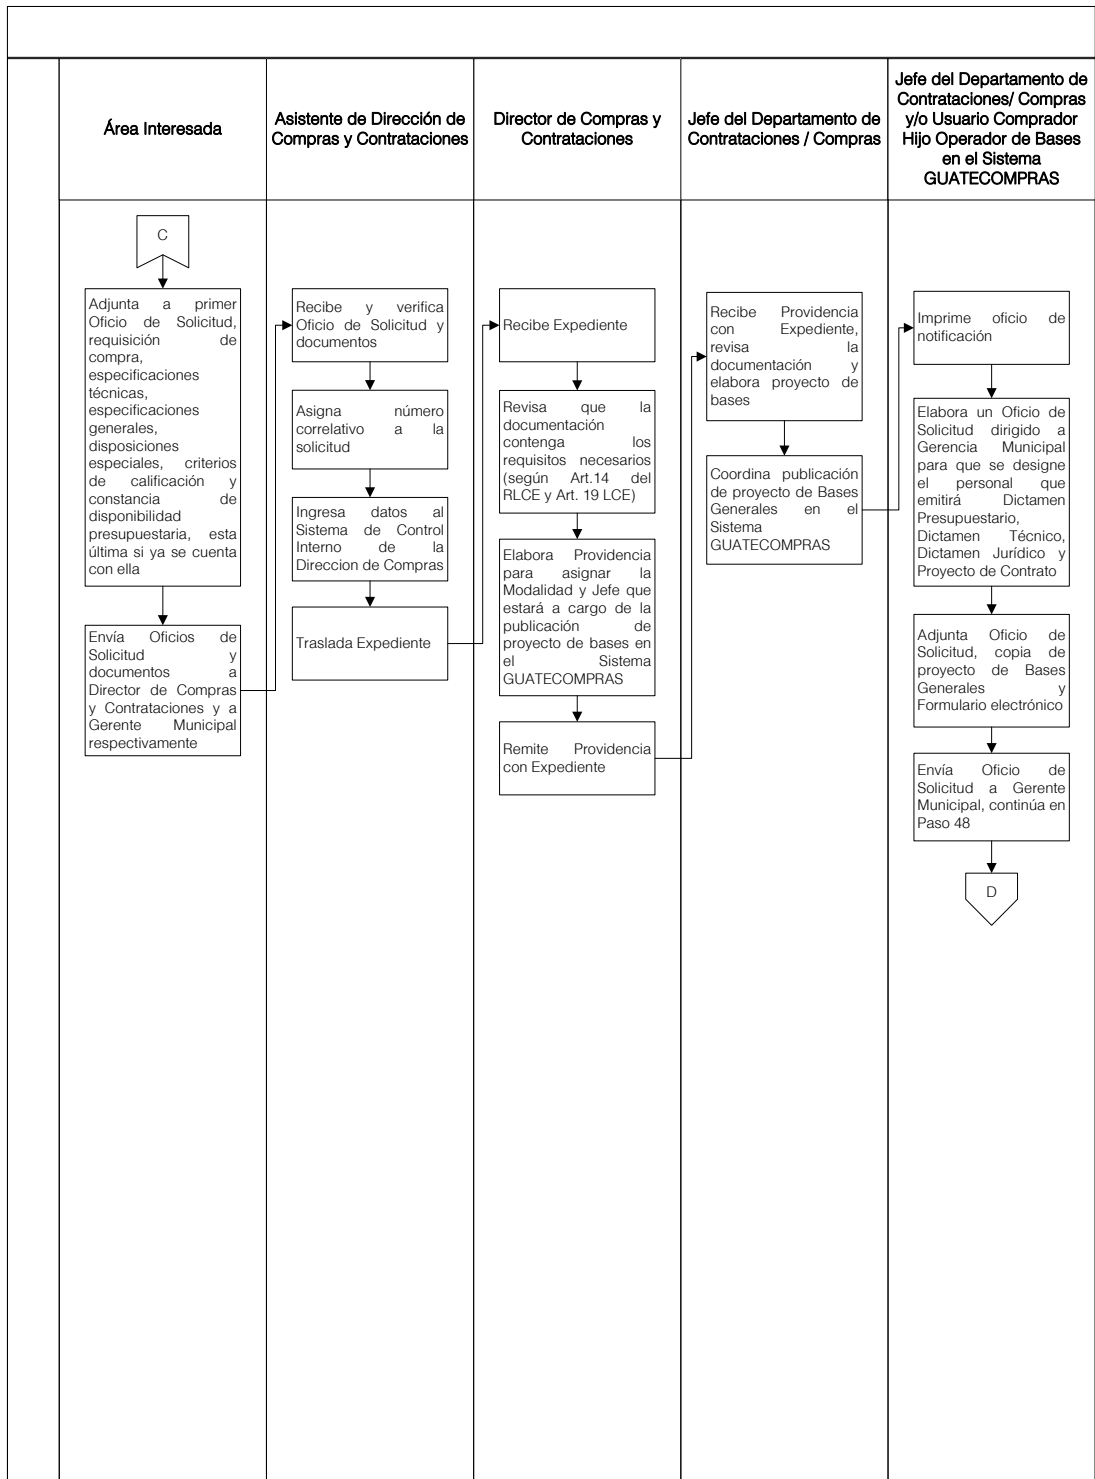 Área Interesada
Asistente de Dirección de
Compras y Contrataciones
Director de Compras y
Contrataciones
Jefe del Departamento de
Contrataciones / Compras
Jefe del Departamento de
Contrataciones/ Compras
y/o Usuario Comprador
Hijo Operador de Bases
en el Sistema
GUATECOMPRAS
C
Adjunta a primer
Oficio de Solicitud,
requisición de
compra,
especificaciones
técnicas,
especificaciones
generales,
disposiciones
especiales, criterios
de calificación y
constancia de
disponibilidad
presupuestaria, esta
última si ya se cuenta
con ella
Envía Oficios de
Solicitud y
documentos a
Director de Compras
y Contrataciones y a
Gerente Municipal
respectivamente
Recibe y verifica
Oficio de Solicitud y
documentos
Asigna número
correlativo a la
solicitud
Ingresa datos al
Sistema de Control
Interno de la
Direccion de Compras
Traslada Expediente
Recibe Expediente
Revisa que la
documentación
contenga los
requisitos necesarios
(según Art.14 del
RLCE y Art. 19 LCE)
Elabora Providencia
para asignar la
Modalidad y Jefe que
estará a cargo de la
publicación de
proyecto de bases en
el Sistema
GUATECOMPRAS
Remite Providencia
con Expediente
Recibe Providencia
con Expediente,
revisa la
documentación y
elabora proyecto de
bases
Coordina publicación
de proyecto de Bases
Generales en el
Sistema
GUATECOMPRAS
Imprime oficio de
notificación
Elabora un Oficio de
Solicitud dirigido a
Gerencia Municipal
para que se designe
el personal que
emitirá Dictamen
Presupuestario,
Dictamen Técnico,
Dictamen Jurídico y
Proyecto de Contrato
Adjunta Oficio de
Solicitud, copia de
proyecto de Bases
Generales y
Formulario electrónico
Envía Oficio de
Solicitud a Gerente
Municipal, continúa en
Paso 48
D